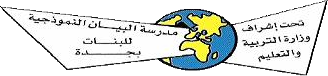 تحت إشراف
وزارة التربية
والتعليم
مدرسة البيان النموذجية
للبنات
بجدة